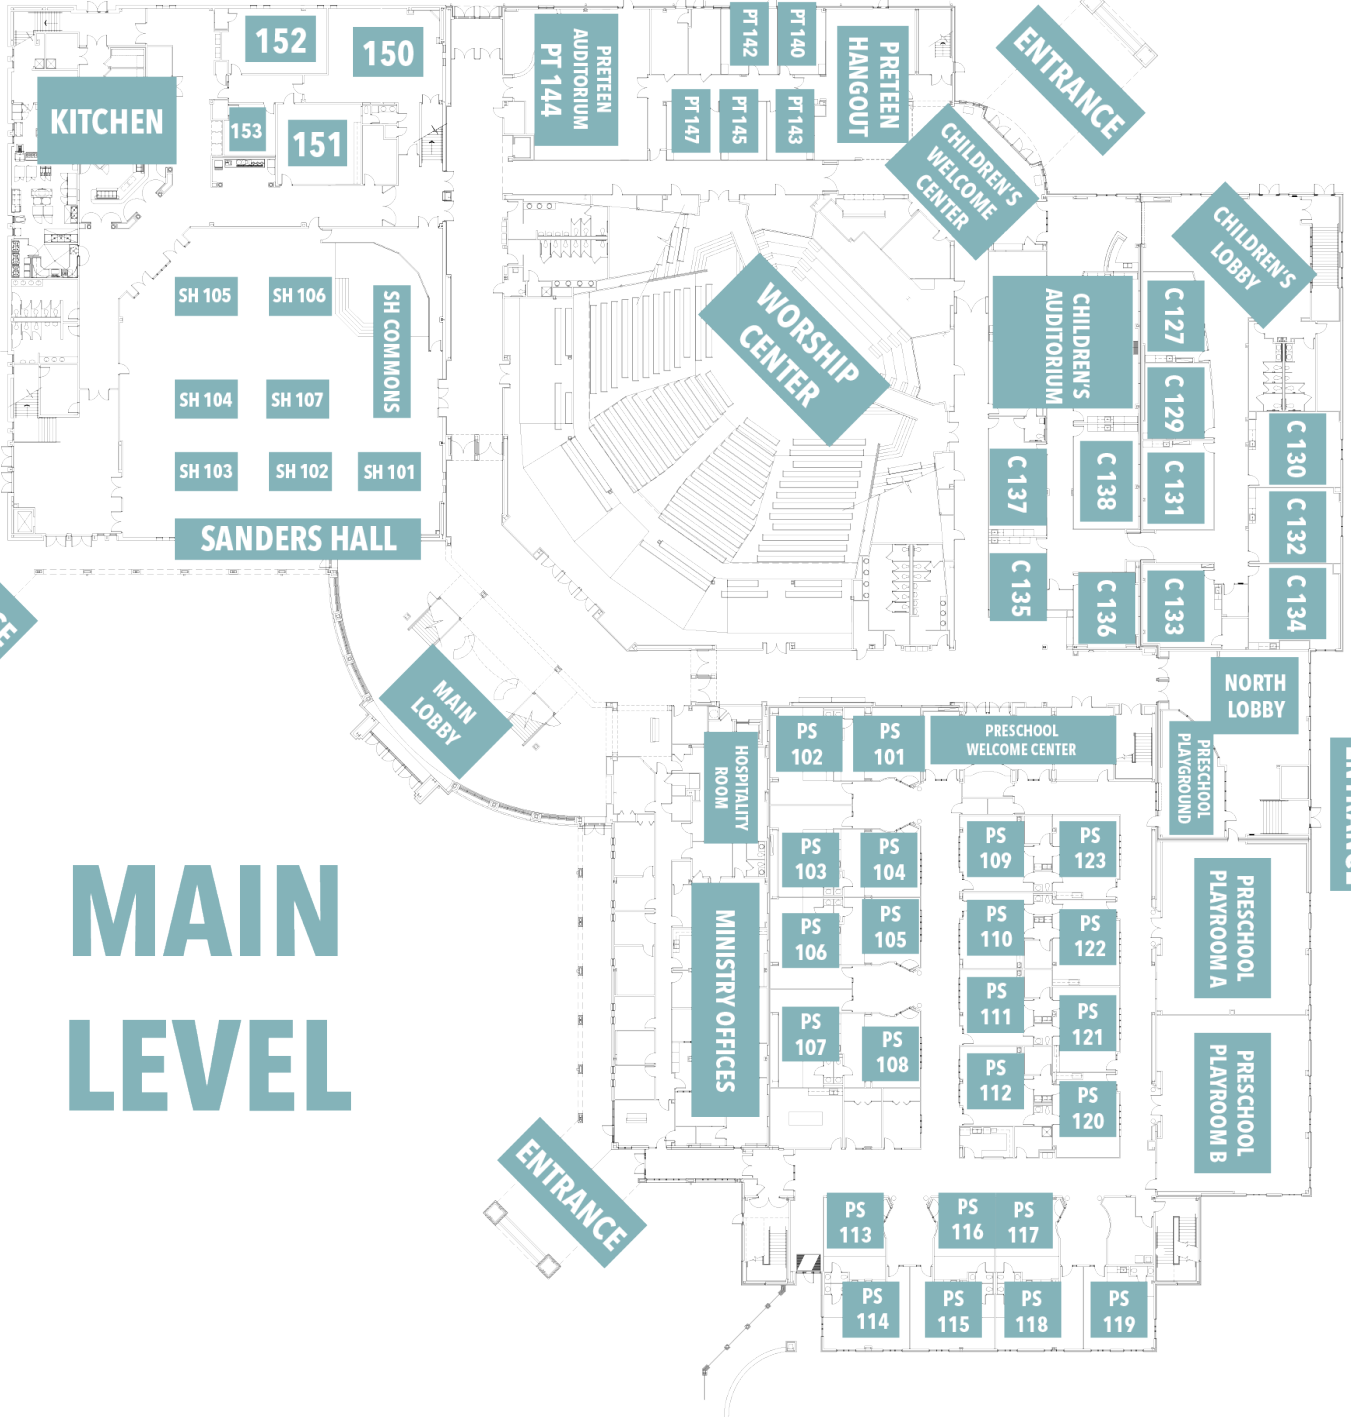 152
150
KITCHEN
153
151
PRETEEN
AUDITORIUM
PT 144
PT 142
PT 140
PT 147
PT 145
PT 143
PRETEEN
HANGOUT
ENTRANCE
CHILDREN'S
WELCOME
CENTER
CHILDREN'S
LOBBY
SH 105
SH 106
SH COMMONS
SH 104
SH 107
SH 103
SH 102
SH 101
SANDERS HALL
WORSHIP
CENTER
CHILDREN'S
AUDITORIUM
C 127
C 129
C 130
C 137
C 138
C 131
C 132
C 135
C 136
C 133
C 134
MAIN
LOBBY
NORTH
LOBBY
HOSPITALITY
ROOM
PS
102
PS
101
PRESCHOOL
WELCOME CENTER
PRESCHOOL
PLAYGROUND
PS
103
PS
104
PS
109
PS
123
MAIN
LEVEL
MINISTRY OFFICES
PS
106
PS
105
PS
110
PS
122
PRESCHOOL
PLAYROOM A
PS
107
PS
108
PS
111
PS
121
PS
112
PS
120
PRESCHOOL
PLAYROOM B
ENTRANCE
PS
113
PS
116
PS
117
PS
114
PS
115
PS
118
PS
119